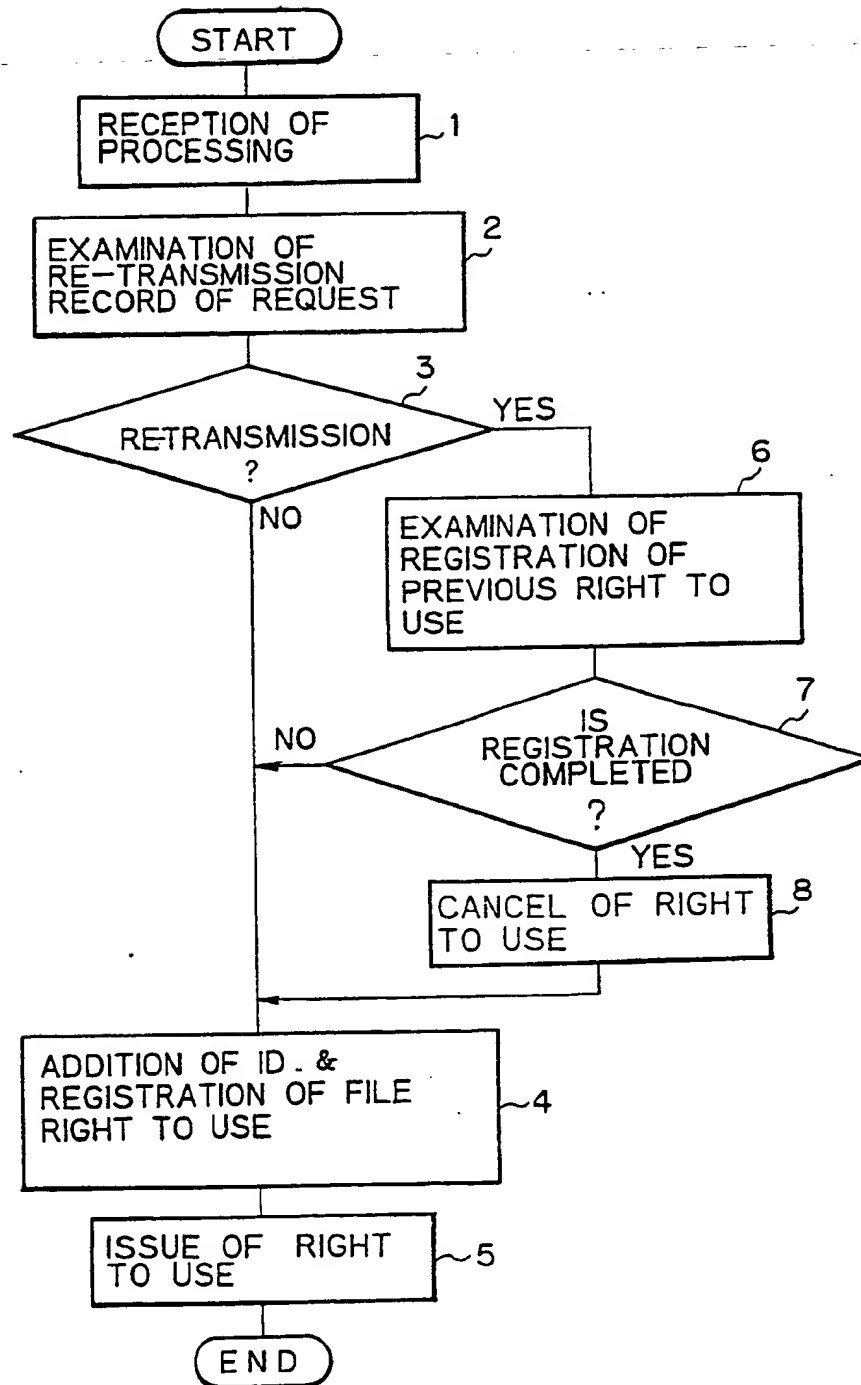 START
RECEPTION OF
PROCESSING
1
EXAMINATION OF
RE-TRANSMISSION
RECORD OF REQUEST
2
3
RE-TRANSMISSION
?
YES
NO
6
EXAMINATION OF
REGISTRATION OF
PREVIOUS RIGHT TO
USE
7
IS
REGISTRATION
COMPLETED
?
NO
YES
8
CANCEL OF RIGHT
TO USE
ADDITION OF ID. &
REGISTRATION OF FILE
RIGHT TO USE
4
ISSUE OF RIGHT
TO USE
5
END